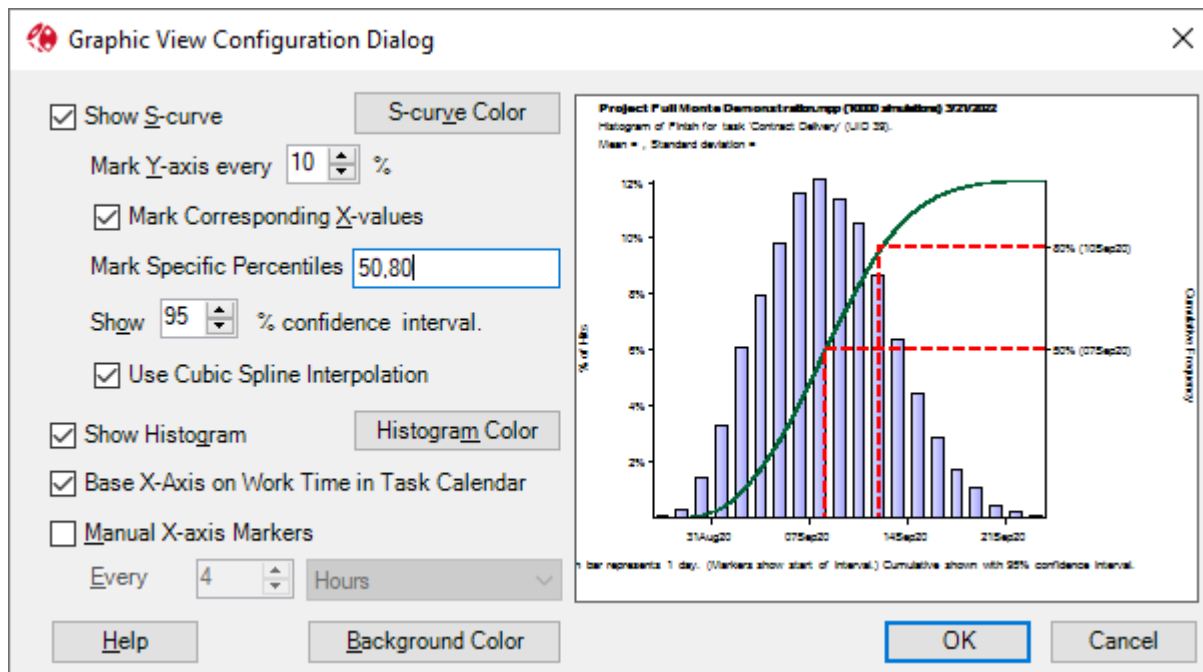 Graphic View Configuration Dialog
Show S-curve
S-curve Color
Mark Y-axis every 10 %
Mark Corresponding X-values
Mark Specific Percentiles 50,80
Show 95 % confidence interval.
Use Cubic Spline Interpolation
Show Histogram
Histogram Color
Base X-Axis on Work Time in Task Calendar
Manual X-axis Markers
Every 4 Hours
Help
Background Color
Project Full Monte Demonstration.mpp (10000 simulations) 3/21/2022
Histogram of Finish for task 'Contract Delivery' (UID 39).
Mean = , Standard deviation =
12%
10%
8%
6%
4%
2%
% of Hits
80% (10Sep20)
50% (07Sep20)
Cumulative Frequency
31Aug20 07Sep20 14Sep20 21Sep20
bar represents 1 day. (Markers show start of interval.) Cumulative shown with 95% confidence interval.
OK
Cancel